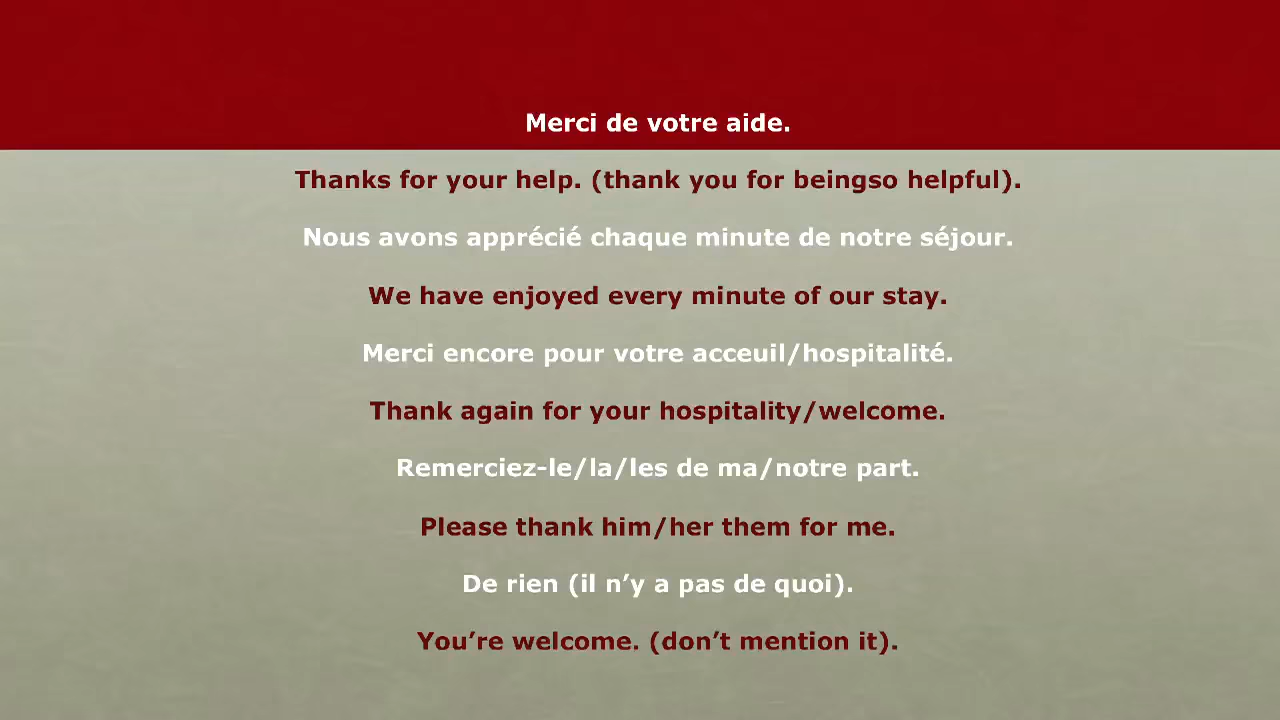 Merci de votre aide.
Thanks for your help. (thank you for beingso helpful).
Nous avons apprécié chaque minute de notre séjour.
We have enjoyed every minute of our stay.
Merci encore pour votre acceuil/hospitalité.
Thank again for your hospitality/welcome.
Remerciez-le/la/les de ma/notre part.
Please thank him/her them for me.
De rien (il n’y a pas de quoi).
You’re welcome. (don’t mention it).